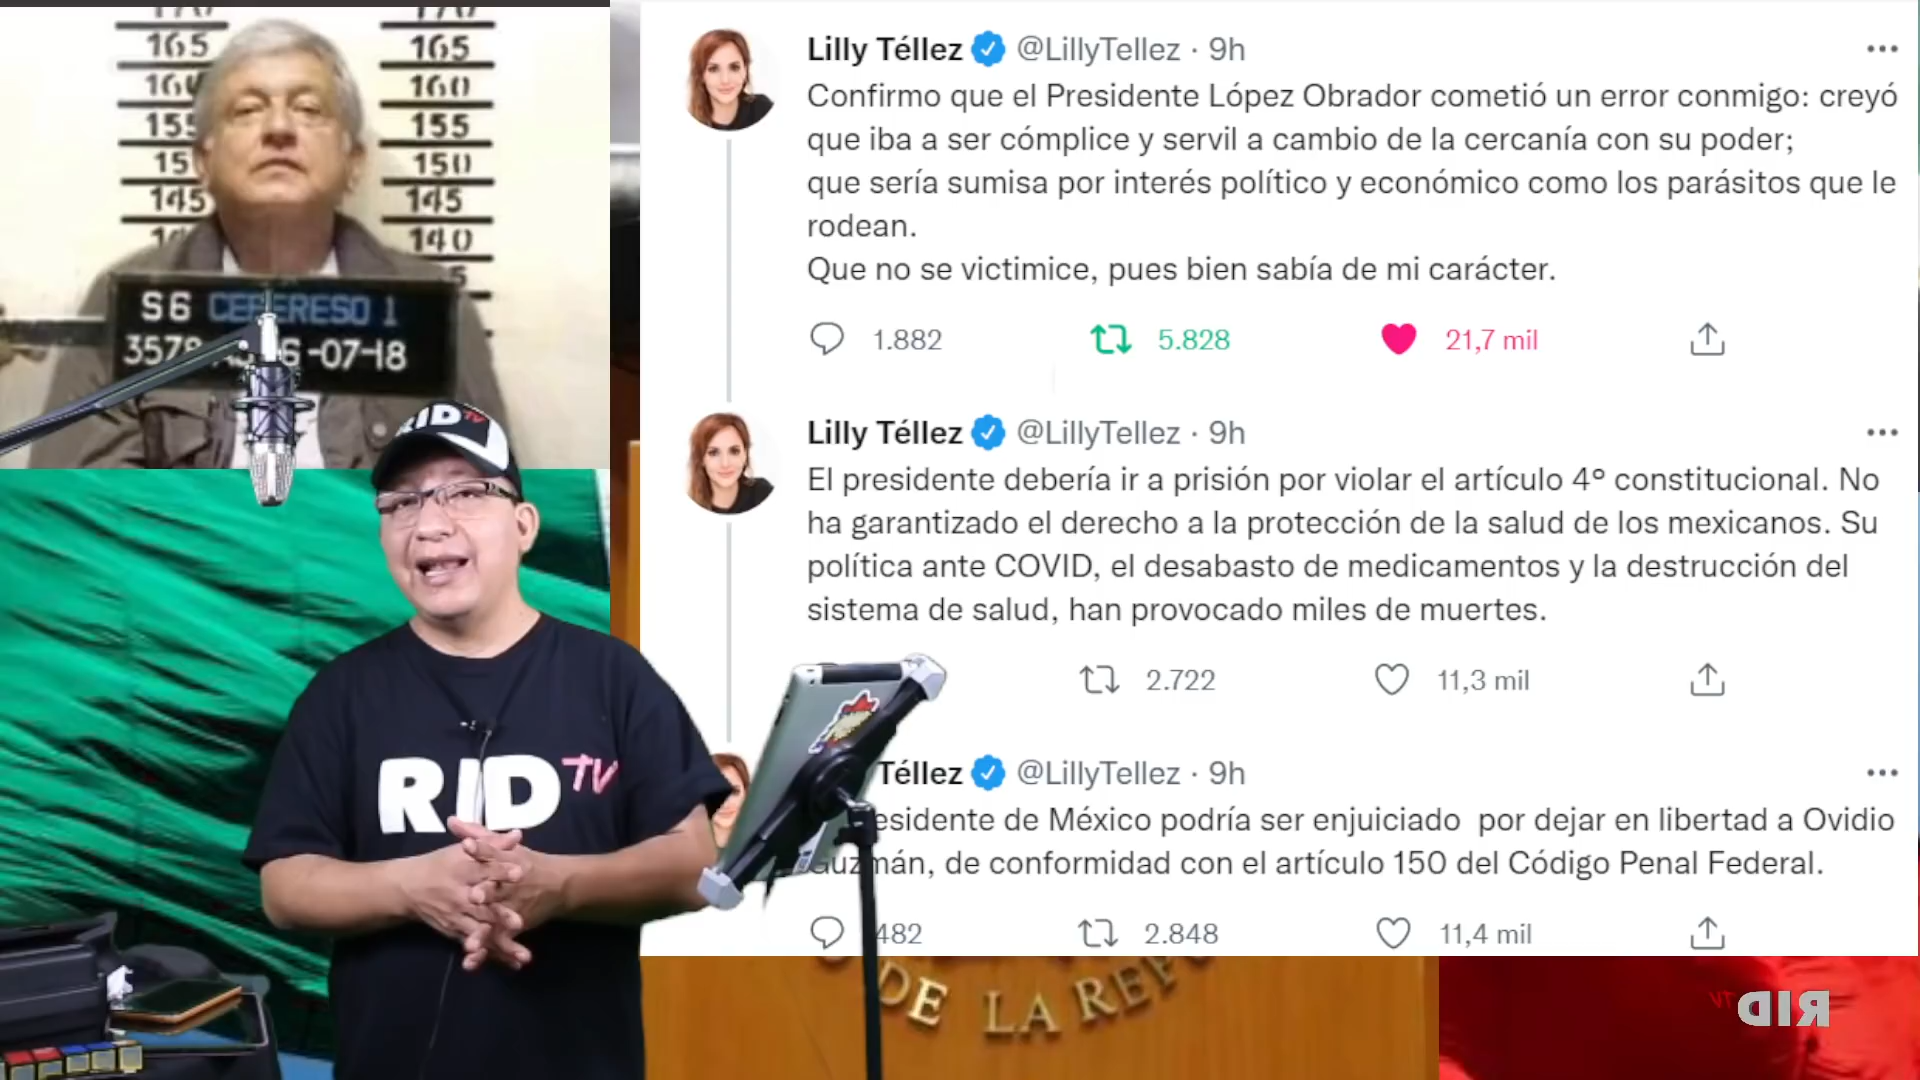 170
170
165
165
160
155
155
150
145
145
140
S6 CEFERESO 1
6-07-18
RID TV
RID TV
Lilly Téllez @LillyTellez · 9h
Confirmo que el Presidente López Obrador cometió un error conmigo: creyó
que iba a ser cómplice y servil a cambio de la cercanía con su poder;
que sería sumisa por interés político y económico como los parásitos que le
rodean.
Que no se victimice, pues bien sabía de mi carácter.
1.882 5.828 21,7 mil
Lilly Téllez @LillyTellez · 9h
El presidente debería ir a prisión por violar el artículo 4º constitucional. No
ha garantizado el derecho a la protección de la salud de los mexicanos. Su
política ante COVID, el desabasto de medicamentos y la destrucción del
sistema de salud, han provocado miles de muertes.
2.722 11,3 mil
Téllez @LillyTellez · 9h
esidente de México podría ser enjuiciado por dejar en libertad a Ovidio
Guzmán, de conformidad con el artículo 150 del Código Penal Federal.
482 2.848 11,4 mil
DE LA REF
RID TV